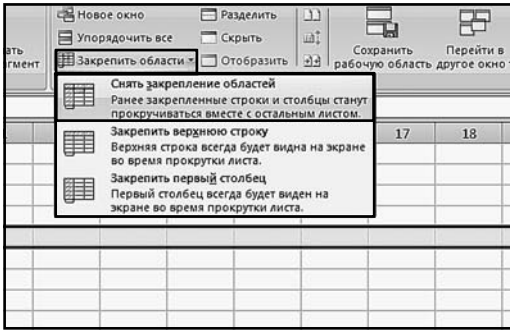 Новое окно
Разделить
Упорядочить все
Скрыть
Сохранить
рабочую область
Перейти в
другое окно
Закрепить области
Отобразить
Снять закрепление областей
Ранее закрепленные строки и столбцы станут
прокручиваться вместе с остальным листом.
Закрепить верхнюю строку
Верхняя строка всегда будет видна на экране
во время прокрутки листа.
Закрепить первый столбец
Первый столбец всегда будет виден на
экране во время прокрутки листа.
17
18